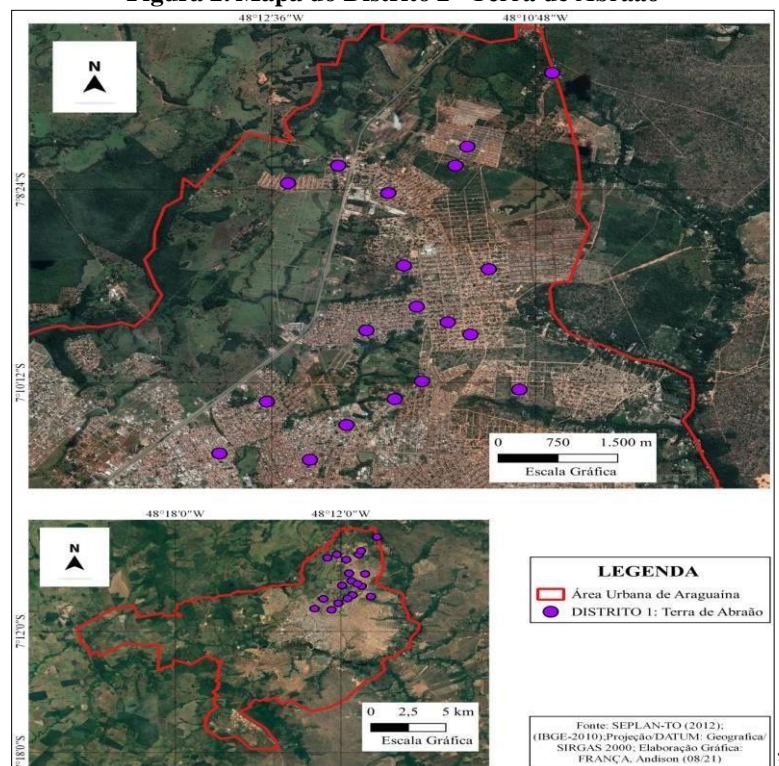 Figura 2: Mapa do Distrito 2 - Terra de Abraão
48°12'36"W
48°10'48"W
N
7°8'24"S
7°10'12"S
0 750 1.500 m
Escala Gráfica
48°18'0"W
48°12'0"W
N
7°12'0"S
7°18'0"S
0 2,5 5 km
Escala Gráfica
LEGENDA
Área Urbana de Araguaína
DISTRITO 1: Terra de Abraão
Fonte: SEPLAN-TO (2012);
(IBGE-2010);Projeção/DATUM: Geografica/
SIRGAS 2000; Elaboração Gráfica:
FRANÇA, Andison (08/21)